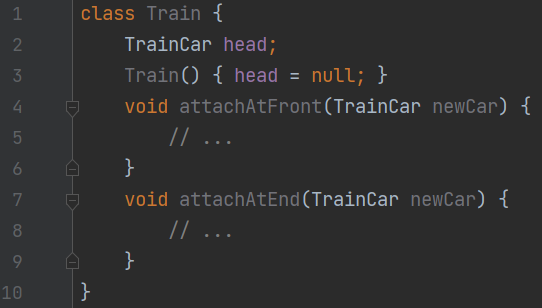 1 class Train {
2     TrainCar head;
3     Train() { head = null; }
4     void attachAtFront(TrainCar newCar) {
5         // ...
6     }
7     void attachAtEnd(TrainCar newCar) {
8         // ...
9     }
10 }